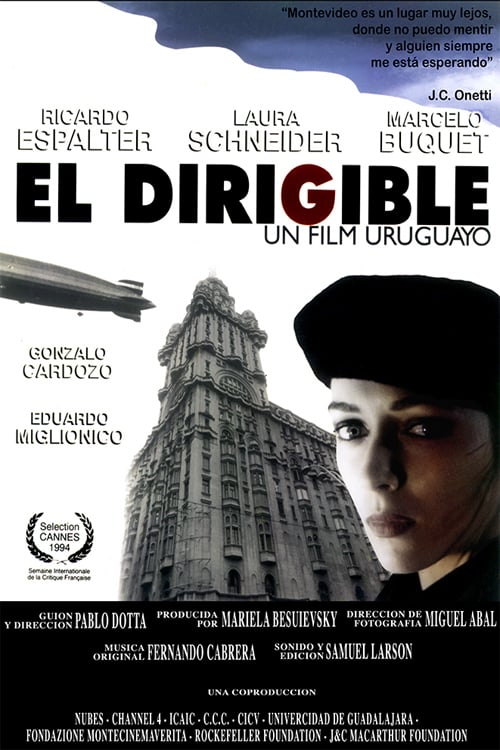 "Montevideo es un lugar muy lejos,
donde no puedo mentir
y alguien siempre
me está esperando"
J.C. Onetti
RICARDO ESPALTER
LAURA SCHNEIDER
MARCELO BUQUET
EL DIRIGIBLE
UN FILM URUGUAYO
GONZALO
CARDOZO
EDUARDO
MIGLIONICO
Selection
CANNES
1994
Semaine Internationale
de la Critique Française
GUION Y DIRECCION PABLO DOTTA
PRODUCIDA POR MARIELA BESUIEVSKY
DIRECCION DE FOTOGRAFIA MIGUEL ABAL
MUSICA ORIGINAL FERNANDO CABRERA
SONIDO Y EDICION SAMUEL LARSON
UNA COPRODUCCION
NUBES - CHANNEL 4 - ICAIC - C.C.C. - CICV - UNIVERCIDAD DE GUADALAJARA -
FONDAZIONE MONTECINEMAVERITA - ROCKEFELLER FOUNDATION - J&C MACARTHUR FOUNDATION